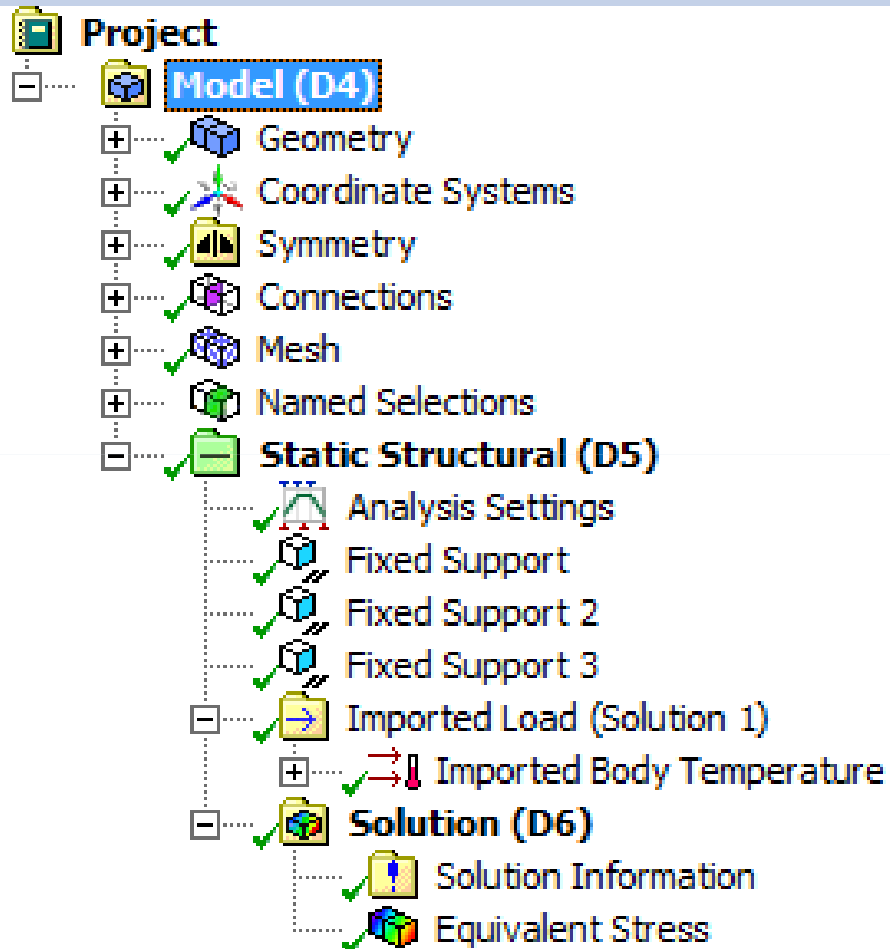 Project
Model (D4)
Geometry
Coordinate Systems
Symmetry
Connections
Mesh
Named Selections
Static Structural (D5)
Analysis Settings
Fixed Support
Fixed Support 2
Fixed Support 3
Imported Load (Solution 1)
Imported Body Temperature
Solution (D6)
Solution Information
Equivalent Stress